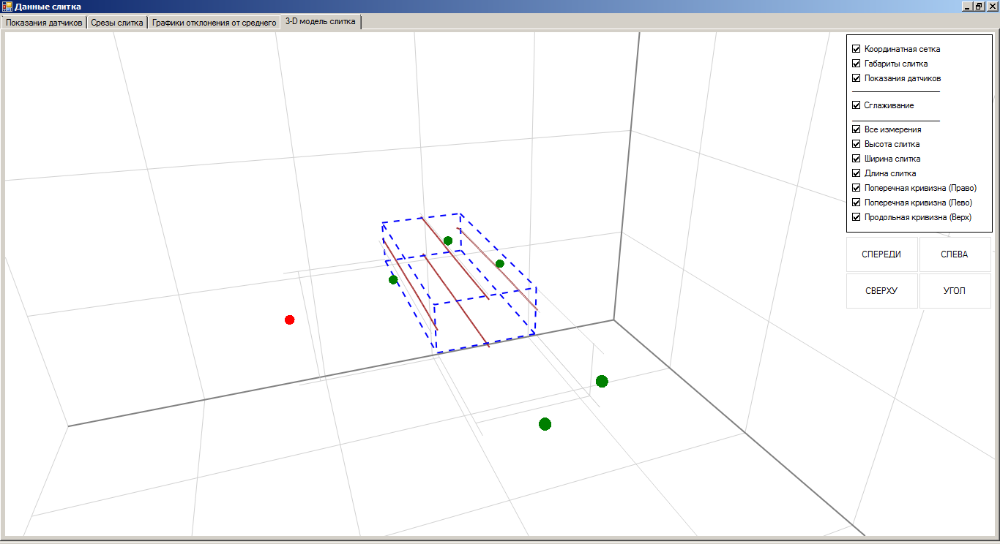 Данные слитка
Показания датчиков
Срезы слитка
Графики отклонения от среднего
3-D модель слитка
Координатная сетка
Габариты слитка
Показания датчиков
Сглаживание
Все измерения
Высота слитка
Ширина слитка
Длина слитка
Поперечная кривизна (Право)
Поперечная кривизна (Лево)
Продольная кривизна (Верх)
СПЕРЕДИ
СЛЕВА
СВЕРХУ
УГОЛ